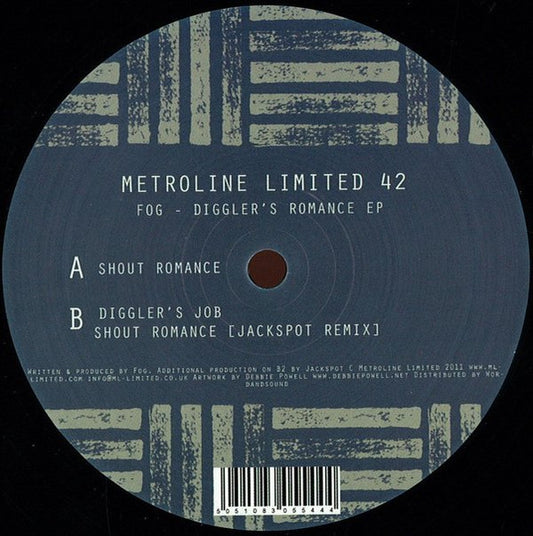 METROLINE LIMITED 42
FOG - DIGGLER'S ROMANCE EP
A SHOUT ROMANCE
B DIGGLER'S JOB
SHOUT ROMANCE [JACKSPOT REMIX]
WRITTEN & PRODUCED BY FOG. ADDITIONAL PRODUCTION ON B2 BY JACKSPOT C METROLINE LIMITED 2011 WWW.ML-
LIMITED.COM INFO@ML-LIMITED.CO.UK ARTWORK BY DEBBIE POWELL WWW.DEBBIEPOWELL.NET DISTRIBUTED BY WOR
DANDSOUND
5051083055444